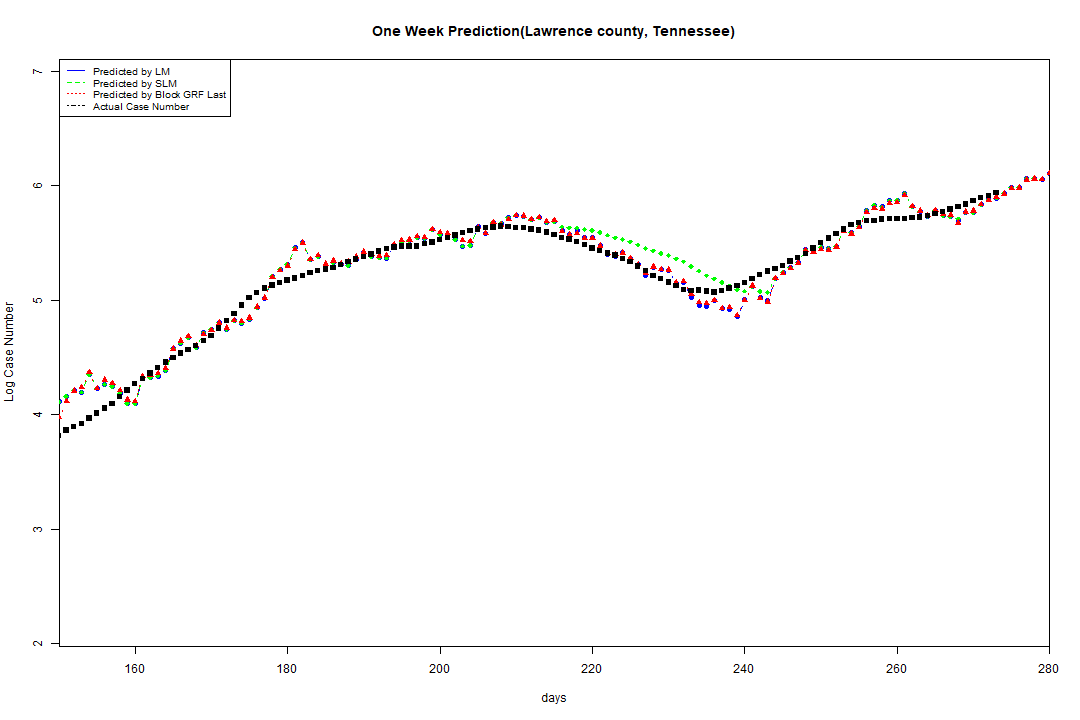 One Week Prediction(Lawrence county, Tennessee)
Predicted by LM
Predicted by SLM
Predicted by Block GRF Last
Actual Case Number
7
6
5
4
3
2
Log Case Number
160 180 200 220 240 260 280
days